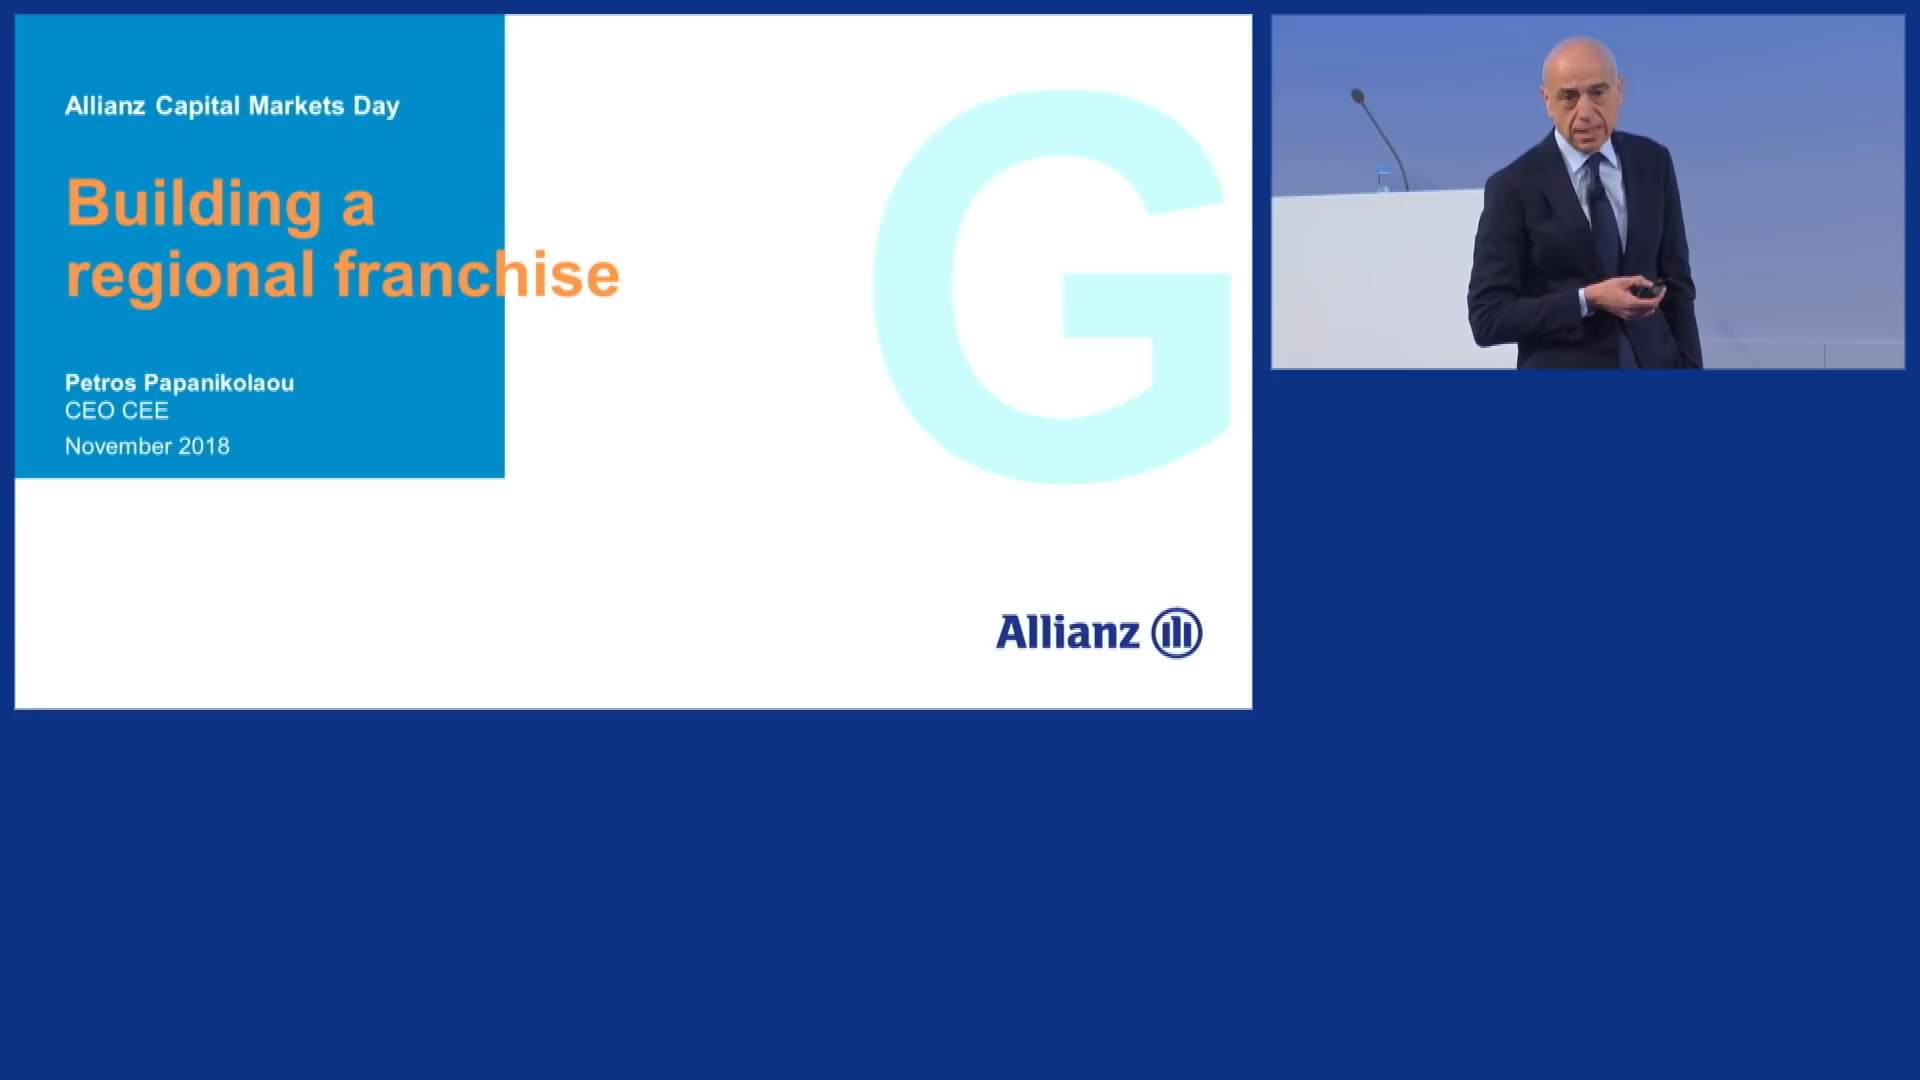 Allianz Capital Markets Day
Building a
regional franchise
Petros Papanikolaou
CEO CEE
November 2018
G
Allianz